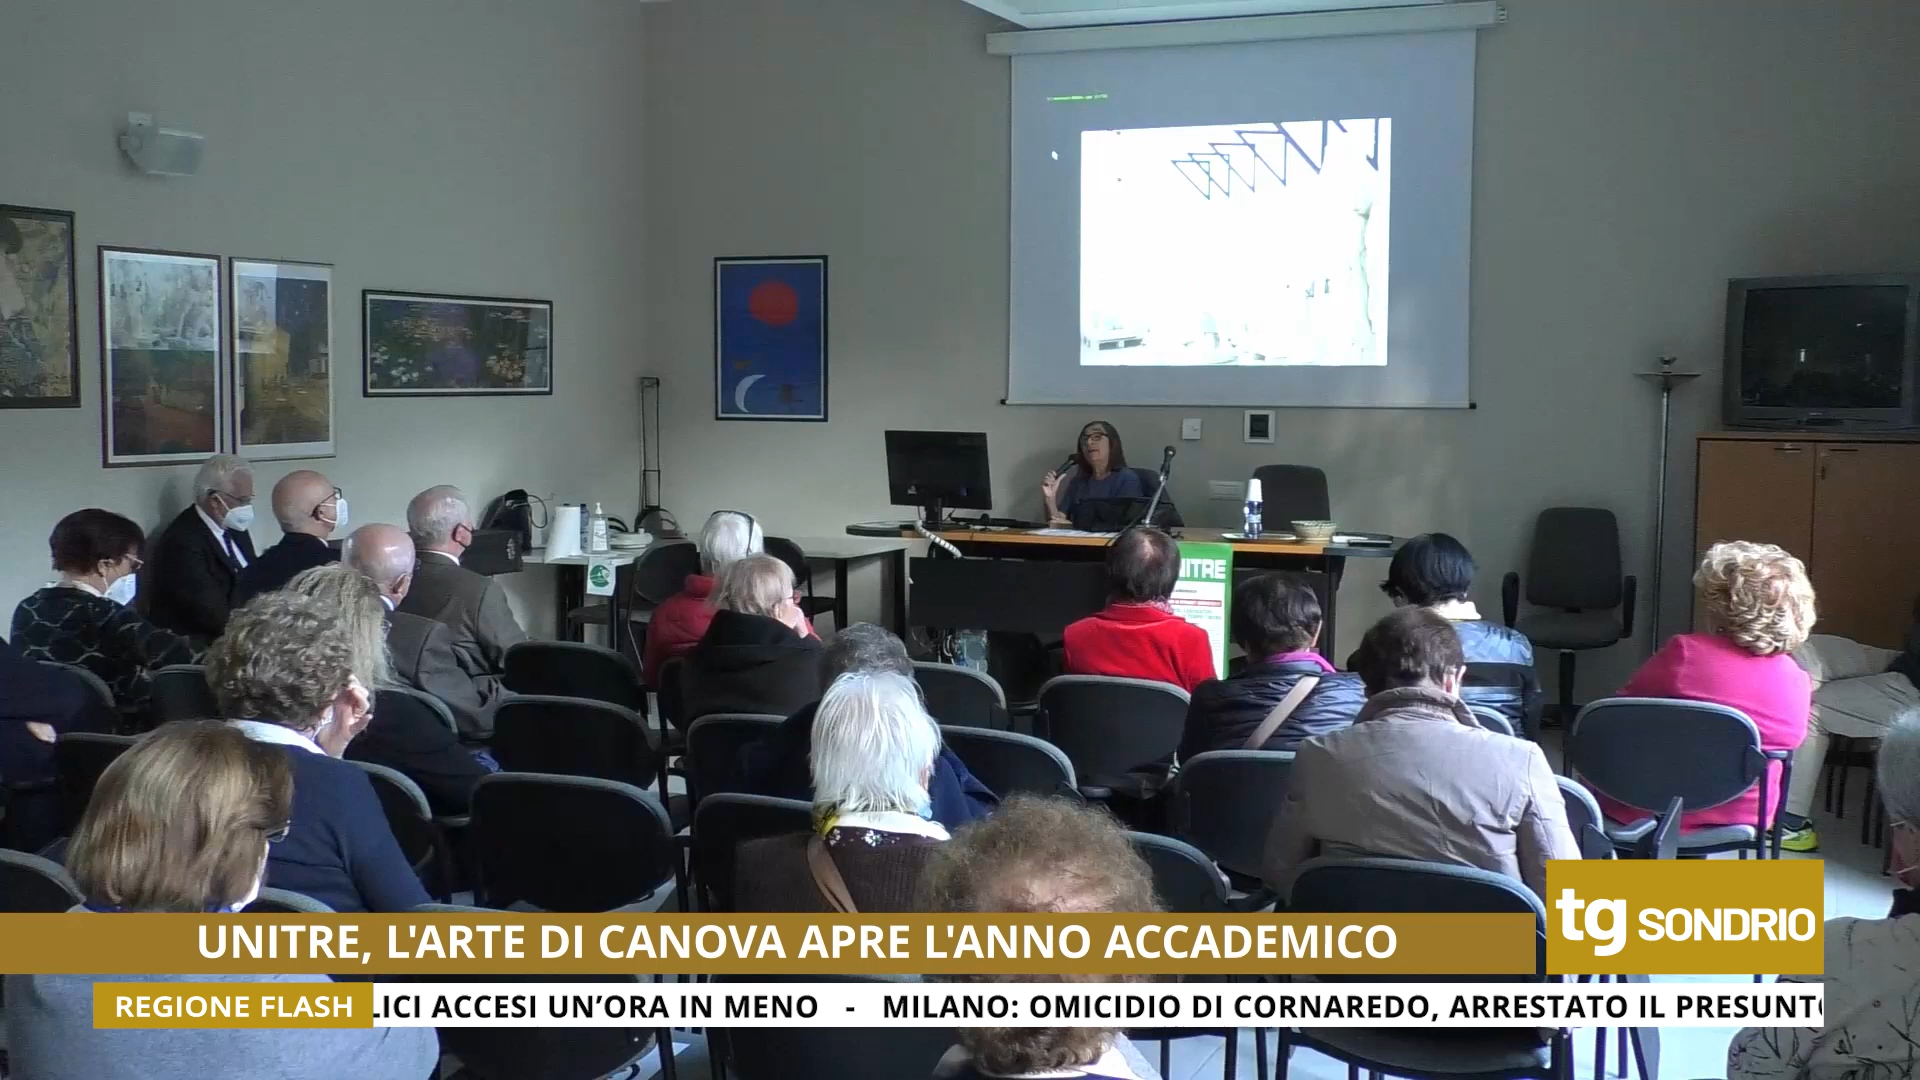 UNITRE
UNITRE, L'ARTE DI CANOVA APRE L'ANNO ACCADEMICO
tg SONDRIO
REGIONE FLASH
LICI ACCESI UN’ORA IN MENO - MILANO: OMICIDIO DI CORNAREDO, ARRESTATO IL PRESUNTO